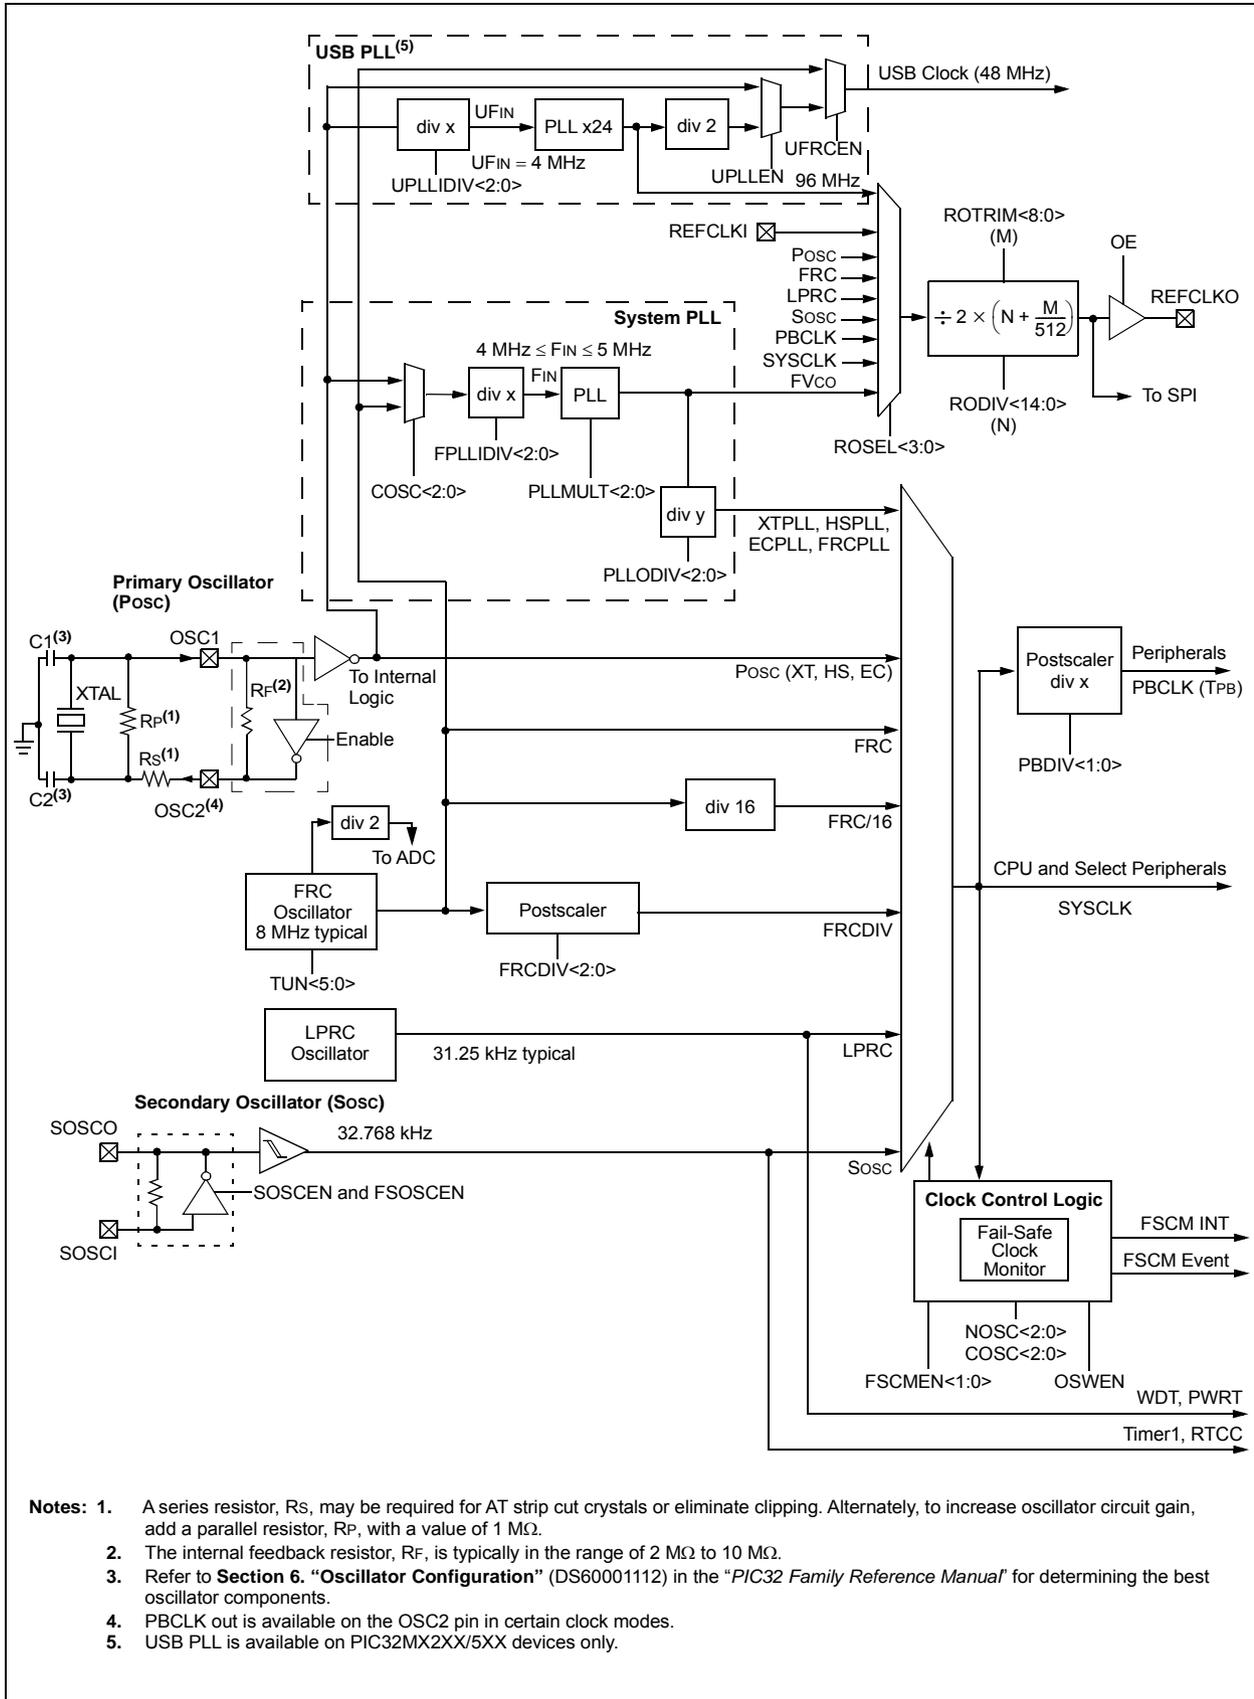 USB PLL(5)
USB Clock (48 MHz)
div x
UFIN
PLL x24
div 2
UFIN = 4 MHz
UFRCEN
UPLLIDIV<2:0>
UPLLEN
96 MHz
REFCLKI
POSC
FRC
LPRC
SOSC
PBCLK
SYSCLK
FVCO
ROTRIM<8:0>
(M)
OE
REFCLKO
÷ 2 × (N + M/512)
To SPI
RODIV<14:0>
(N)
ROSEL<3:0>
System PLL
4 MHz ≤ FIN ≤ 5 MHz
FIN
div x
PLL
FPLLIDIV<2:0>
COSC<2:0>
PLLMULT<2:0>
div y
XTPLL, HSPLL,
ECPLL, FRCPLL
PLLODIV<2:0>
Primary Oscillator
(POSC)
C1(3)
OSC1
XTAL
RF(2)
To Internal
Logic
RP(1)
Enable
RS(1)
C2(3)
OSC2(4)
POSC (XT, HS, EC)
Postscaler
div x
Peripherals
PBCLK (TPB)
PBDIV<1:0>
FRC
div 16
FRC/16
div 2
To ADC
FRC
Oscillator
8 MHz typical
TUN<5:0>
Postscaler
FRCDIV
FRCDIV<2:0>
CPU and Select Peripherals
SYSCLK
LPRC
Oscillator
31.25 kHz typical
LPRC
Secondary Oscillator (SOSC)
SOSCO
32.768 kHz
SOSC
SOSCEN and FSOSCEN
SOSCI
Clock Control Logic
Fail-Safe
Clock
Monitor
FSCM INT
FSCM Event
NOSC<2:0>
COSC<2:0>
FSCMEN<1:0>
OSWEN
WDT, PWRT
Timer1, RTCC
Notes: 1. A series resistor, RS, may be required for AT strip cut crystals or eliminate clipping. Alternately, to increase oscillator circuit gain,
add a parallel resistor, RP, with a value of 1 MΩ.
2. The internal feedback resistor, RF, is typically in the range of 2 MΩ to 10 MΩ.
3. Refer to Section 6. “Oscillator Configuration” (DS60001112) in the “PIC32 Family Reference Manual” for determining the best
oscillator components.
4. PBCLK out is available on the OSC2 pin in certain clock modes.
5. USB PLL is available on PIC32MX2XX/5XX devices only.